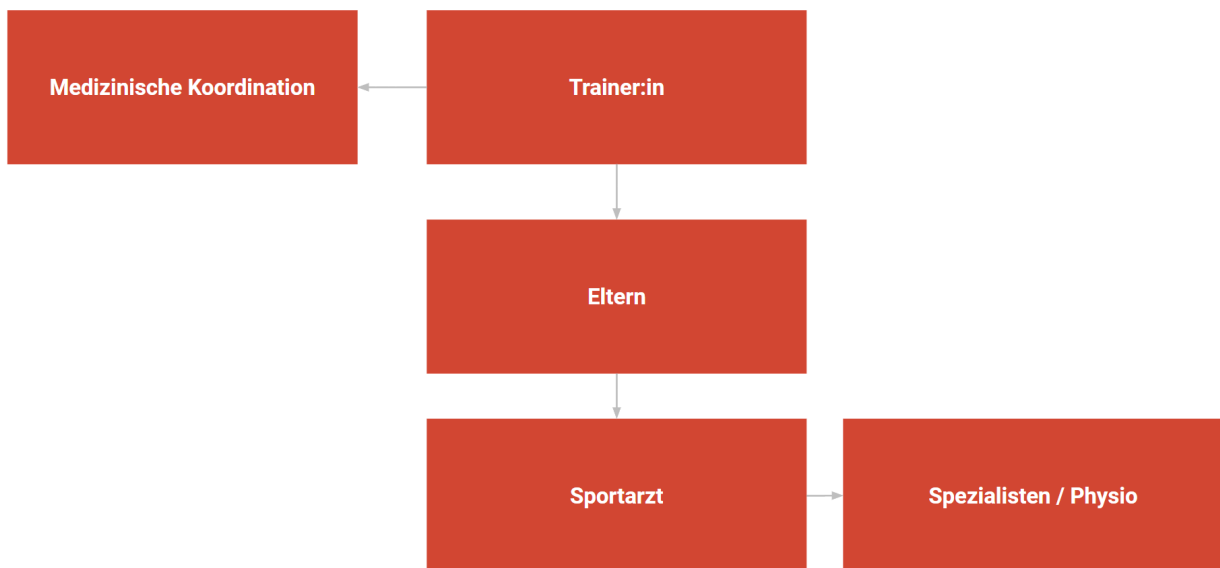 Medizinische Koordination
Trainer:in
Eltern
Sportarzt
Spezialisten / Physio